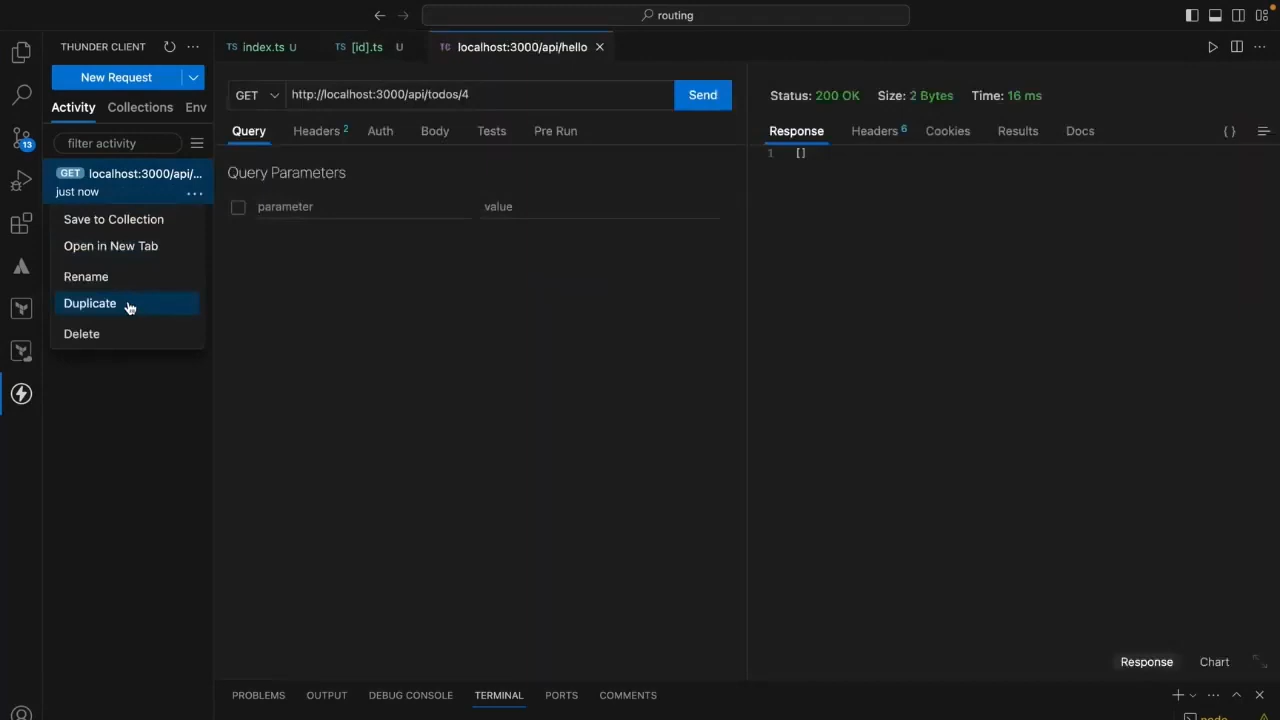 routing
THUNDER CLIENT
New Request
Activity
Collections
Env
filter activity
GET localhost:3000/api/...
just now
Save to Collection
Open in New Tab
Rename
Duplicate
Delete
13
TS index.ts U
TS [id].ts U
TC localhost:3000/api/hello
GET http://localhost:3000/api/todos/4
Send
Query
Headers 2
Auth
Body
Tests
Pre Run
Query Parameters
parameter
value
Status: 200 OK Size: 2 Bytes Time: 16 ms
Response
Headers 6
Cookies
Results
Docs
{ }
1 []
Response
Chart
PROBLEMS
OUTPUT
DEBUG CONSOLE
TERMINAL
PORTS
COMMENTS
node